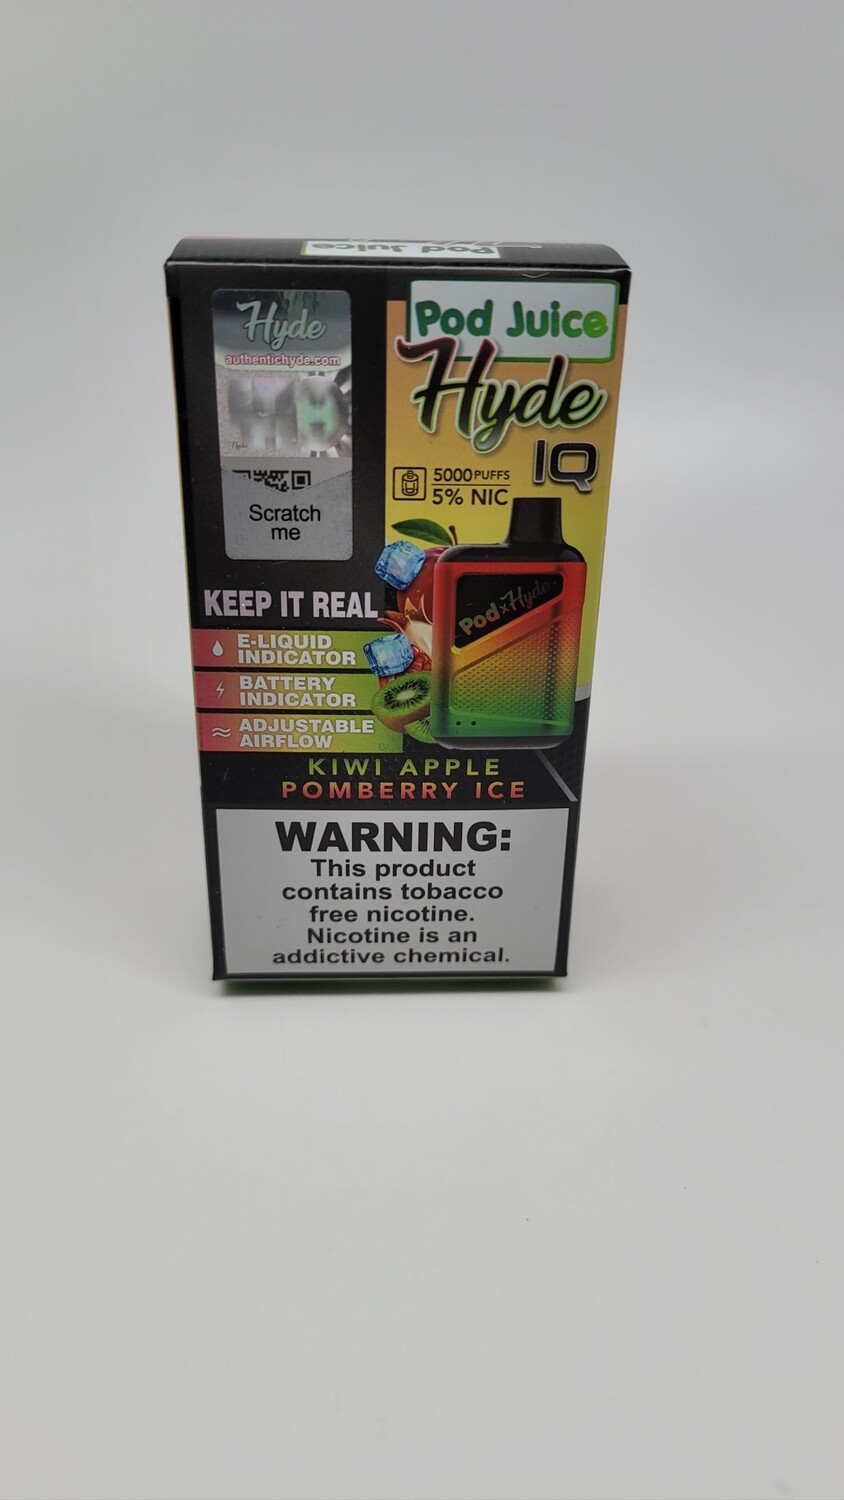 Pod Juice
Hyde
authentichyde.com
Hyde
Scratch
me
Pod Juice
Hyde
IQ
5000 PUFFS
5% NIC
KEEP IT REAL
E-LIQUID
INDICATOR
BATTERY
INDICATOR
ADJUSTABLE
AIRFLOW
Pod x Hyde
KIWI APPLE
POMBERRY ICE
WARNING:
This product
contains tobacco
free nicotine.
Nicotine is an
addictive chemical.